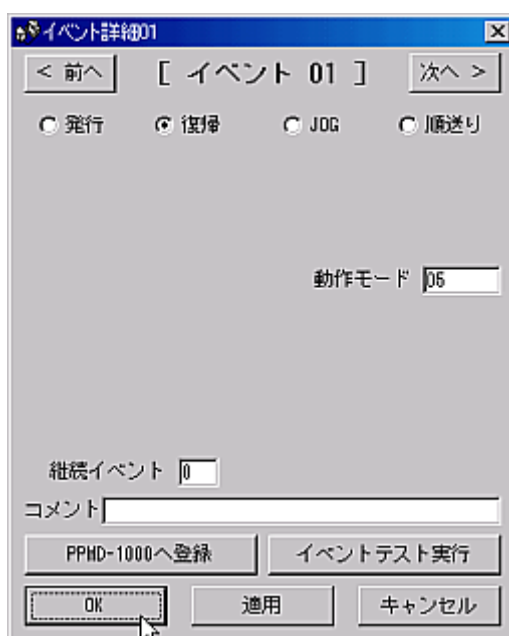 イベント詳細01
< 前へ [ イベント 01 ] 次へ >
発行 復帰 JOG 順送り
動作モード 05
継続イベント 0
コメント
PPMD-1000へ登録 イベントテスト実行
OK 適用 キャンセル